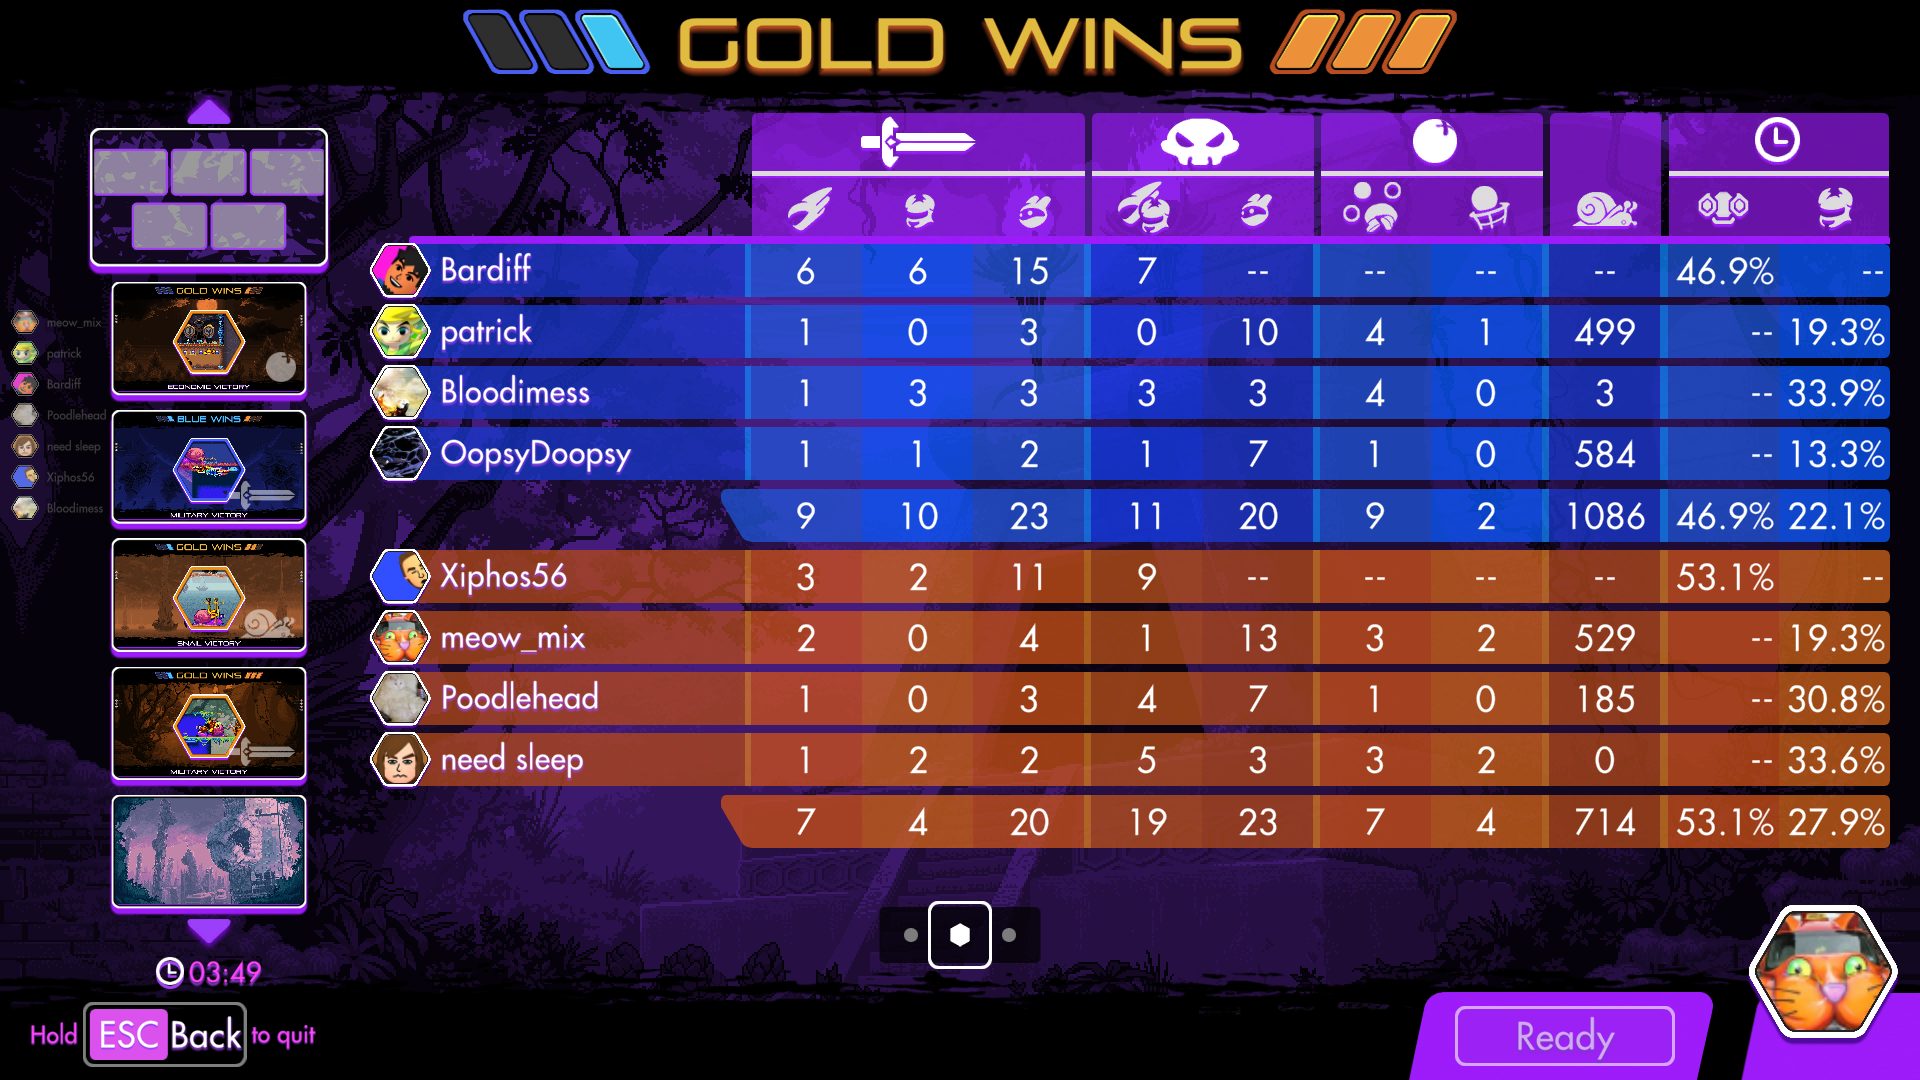 GOLD WINS
GOLD WINS
ECONOMIC VICTORY
BLUE WINS
MILITARY VICTORY
GOLD WINS
SNAIL VICTORY
GOLD WINS
MILITARY VICTORY
meow_mix
patrick
Bardiff
Poodlehead
need sleep
Xiphos56
Bloodimess
Bardiff 6 6 15 7 -- -- -- -- 46.9% --
patrick 1 0 3 0 10 4 1 499 -- 19.3%
Bloodimess 1 3 3 3 3 4 0 3 -- 33.9%
OopsyDoopsy 1 1 2 1 7 1 0 584 -- 13.3%
9 10 23 11 20 9 2 1086 46.9% 22.1%
Xiphos56 3 2 11 9 -- -- -- -- 53.1% --
meow_mix 2 0 4 1 13 3 2 529 -- 19.3%
Poodlehead 1 0 3 4 7 1 0 185 -- 30.8%
need sleep 1 2 2 5 3 3 2 0 -- 33.6%
7 4 20 19 23 7 4 714 53.1% 27.9%
03:49
Hold ESC Back to quit
Ready